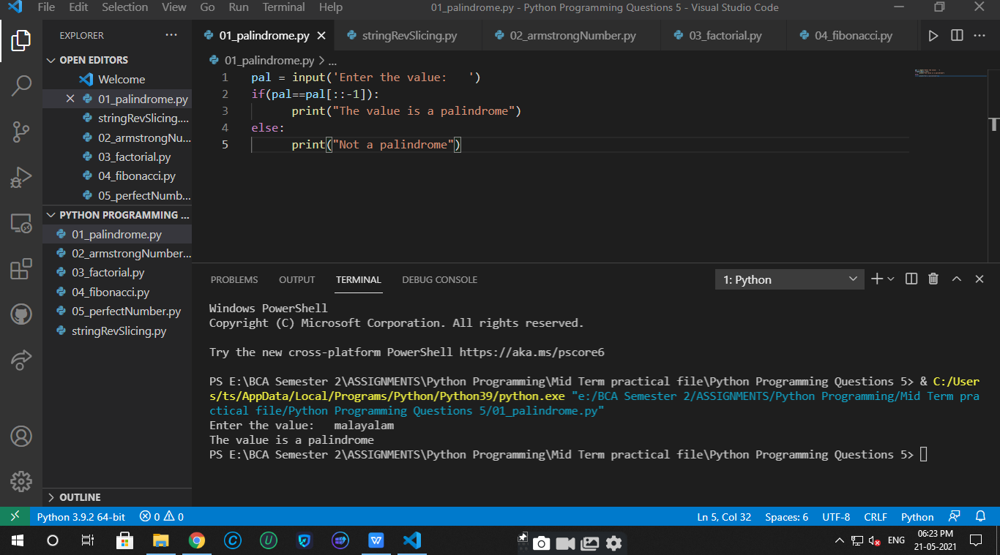 File Edit Selection View Go Run Terminal Help 01_palindrome.py - Python Programming Questions 5 - Visual Studio Code
EXPLORER
OPEN EDITORS
Welcome
01_palindrome.py
stringRevSlicing....
02_armstrongNu...
03_factorial.py
04_fibonacci.py
05_perfectNumb...
PYTHON PROGRAMMING ...
01_palindrome.py
02_armstrongNumber...
03_factorial.py
04_fibonacci.py
05_perfectNumber.py
stringRevSlicing.py
OUTLINE
01_palindrome.py stringRevSlicing.py 02_armstrongNumber.py 03_factorial.py 04_fibonacci.py
01_palindrome.py > ...
1 pal = input('Enter the value:   ')
2 if(pal==pal[::-1]):
3       print("The value is a palindrome")
4 else:
5       print("Not a palindrome")
PROBLEMS OUTPUT TERMINAL DEBUG CONSOLE 1: Python
Windows PowerShell
Copyright (C) Microsoft Corporation. All rights reserved.
Try the new cross-platform PowerShell https://aka.ms/pscore6
PS E:\BCA Semester 2\ASSIGNMENTS\Python Programming\Mid Term practical file\Python Programming Questions 5> & C:/User
s/ts/AppData/Local/Programs/Python/Python39/python.exe "e:/BCA Semester 2/ASSIGNMENTS/Python Programming/Mid Term pra
ctical file/Python Programming Questions 5/01_palindrome.py"
Enter the value:   malayalam
The value is a palindrome
PS E:\BCA Semester 2\ASSIGNMENTS\Python Programming\Mid Term practical file\Python Programming Questions 5>
Python 3.9.2 64-bit 0 0 Ln 5, Col 32 Spaces: 6 UTF-8 CRLF Python
ENG 06:23 PM
21-05-2021